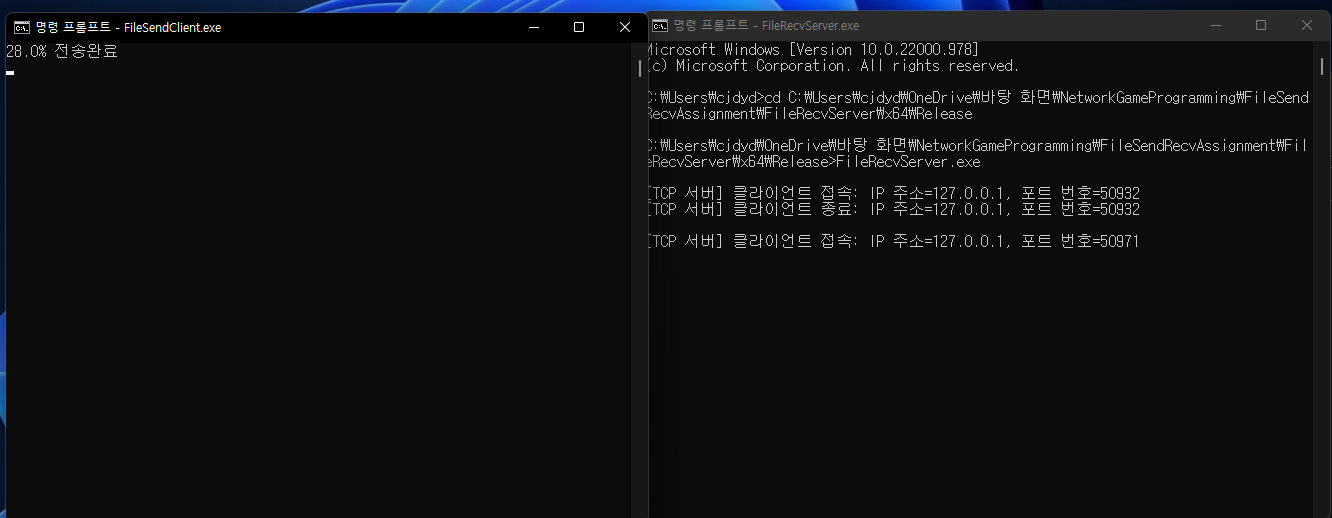 명령 프롬프트 - FileSendClient.exe
28.0% 전송완료
명령 프롬프트 - FileRecvServer.exe
Microsoft Windows [Version 10.0.22000.978]
(c) Microsoft Corporation. All rights reserved.
C:₩Users₩cjdyd>cd C:₩Users₩cjdyd₩OneDrive₩바탕 화면₩NetworkGameProgramming₩FileSend
RecvAssignment₩FileRecvServer₩x64₩Release
C:₩Users₩cjdyd₩OneDrive₩바탕 화면₩NetworkGameProgramming₩FileSendRecvAssignment₩Fil
eRecvServer₩x64₩Release>FileRecvServer.exe
[TCP 서버] 클라이언트 접속: IP 주소=127.0.0.1, 포트 번호=50932
[TCP 서버] 클라이언트 종료: IP 주소=127.0.0.1, 포트 번호=50932
[TCP 서버] 클라이언트 접속: IP 주소=127.0.0.1, 포트 번호=50971